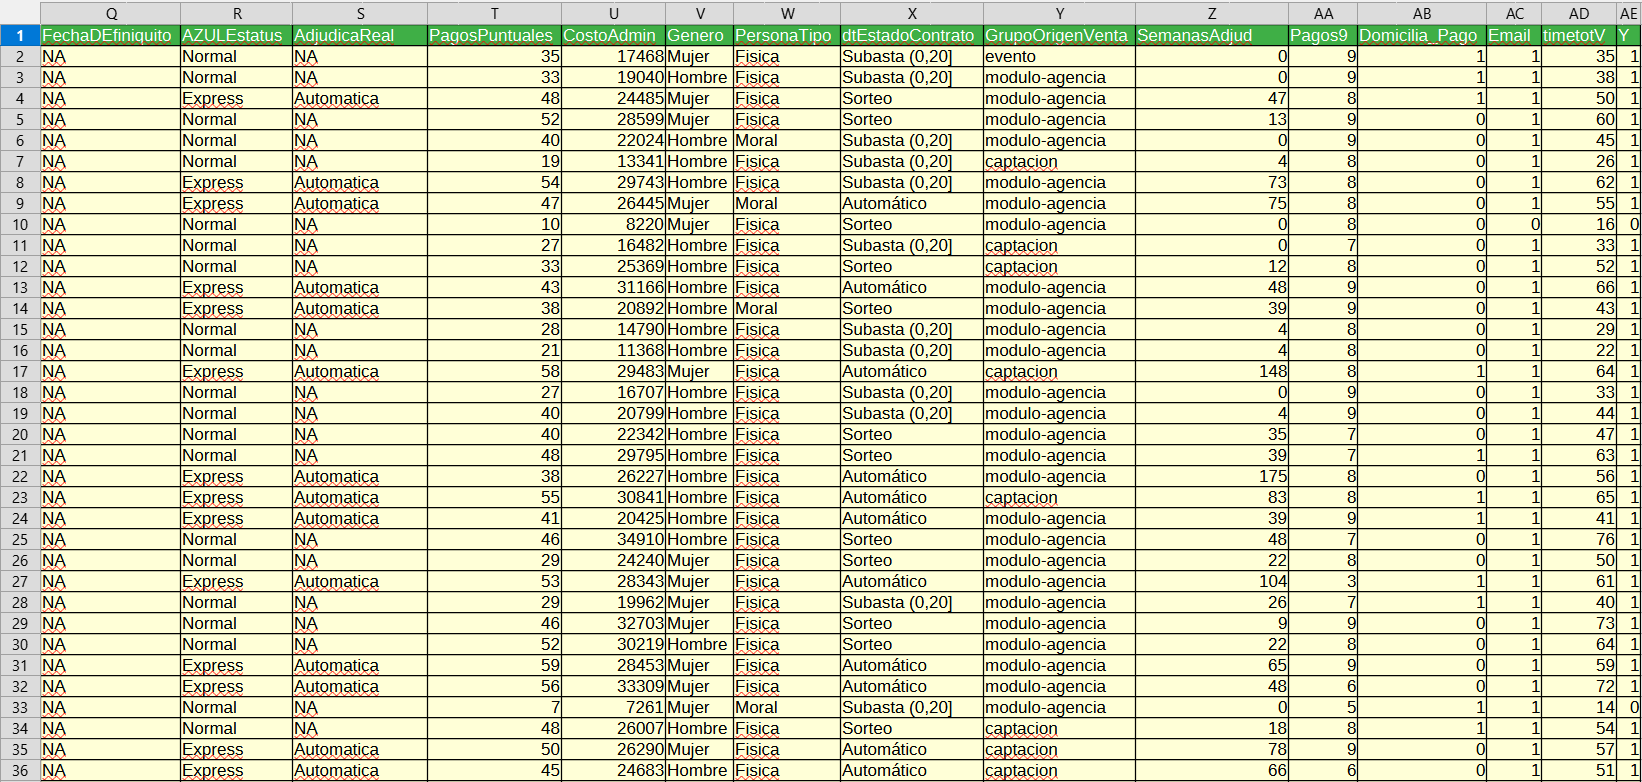 Q R S T U V W X Y Z AA AB AC AD AE
1 FechaDEfiniquito AZULEstatus AdjudicaReal PagosPuntuales CostoAdmin Genero PersonaTipo dtEstadoContrato GrupoOrigenVenta SemanasAdjud Pagos9 Domicilia_Pago Email timetotV Y
2 NA Normal NA 35 17468 Mujer Fisica Subasta (0,20] evento 0 9 1 1 35 1
3 NA Normal NA 33 19040 Hombre Fisica Subasta (0,20] modulo-agencia 0 9 1 1 38 1
4 NA Express Automatica 48 24485 Mujer Fisica Sorteo modulo-agencia 47 8 1 1 50 1
5 NA Normal NA 52 28599 Mujer Fisica Sorteo modulo-agencia 13 9 0 1 60 1
6 NA Normal NA 40 22024 Hombre Moral Subasta (0,20] modulo-agencia 0 9 0 1 45 1
7 NA Normal NA 19 13341 Hombre Fisica Subasta (0,20] captacion 4 8 0 1 26 1
8 NA Express Automatica 54 29743 Hombre Fisica Subasta (0,20] modulo-agencia 73 8 0 1 62 1
9 NA Express Automatica 47 26445 Mujer Moral Automático modulo-agencia 75 8 0 1 55 1
10 NA Normal NA 10 8220 Mujer Fisica Sorteo modulo-agencia 0 8 0 0 16 0
11 NA Normal NA 27 16482 Hombre Fisica Subasta (0,20] captacion 0 7 0 1 33 1
12 NA Normal NA 33 25369 Hombre Fisica Sorteo captacion 12 8 0 1 52 1
13 NA Express Automatica 43 31166 Hombre Fisica Automático modulo-agencia 48 9 0 1 66 1
14 NA Express Automatica 38 20892 Hombre Moral Sorteo modulo-agencia 39 9 0 1 43 1
15 NA Normal NA 28 14790 Hombre Fisica Subasta (0,20] modulo-agencia 4 8 0 1 29 1
16 NA Normal NA 21 11368 Hombre Fisica Subasta (0,20] modulo-agencia 4 8 0 1 22 1
17 NA Express Automatica 58 29483 Mujer Fisica Automático captacion 148 8 1 1 64 1
18 NA Normal NA 27 16707 Hombre Fisica Subasta (0,20] modulo-agencia 0 9 0 1 33 1
19 NA Normal NA 40 20799 Hombre Fisica Subasta (0,20] modulo-agencia 4 9 0 1 44 1
20 NA Normal NA 40 22342 Hombre Fisica Sorteo modulo-agencia 35 7 0 1 47 1
21 NA Normal NA 48 29795 Hombre Fisica Sorteo modulo-agencia 39 7 1 1 63 1
22 NA Express Automatica 38 26227 Hombre Fisica Automático modulo-agencia 175 8 0 1 56 1
23 NA Express Automatica 55 30841 Hombre Fisica Automático captacion 83 8 1 1 65 1
24 NA Express Automatica 41 20425 Hombre Fisica Automático modulo-agencia 39 9 1 1 41 1
25 NA Normal NA 46 34910 Hombre Fisica Sorteo modulo-agencia 48 7 0 1 76 1
26 NA Normal NA 29 24240 Mujer Fisica Sorteo modulo-agencia 22 8 0 1 50 1
27 NA Express Automatica 53 28343 Mujer Fisica Automático modulo-agencia 104 3 1 1 61 1
28 NA Normal NA 29 19962 Mujer Fisica Subasta (0,20] modulo-agencia 26 7 1 1 40 1
29 NA Normal NA 46 32703 Mujer Fisica Sorteo modulo-agencia 9 9 0 1 73 1
30 NA Normal NA 52 30219 Hombre Fisica Sorteo modulo-agencia 22 8 0 1 64 1
31 NA Express Automatica 59 28453 Mujer Fisica Automático modulo-agencia 65 9 0 1 59 1
32 NA Express Automatica 56 33309 Mujer Fisica Automático modulo-agencia 48 6 0 1 72 1
33 NA Normal NA 7 7261 Mujer Moral Subasta (0,20] modulo-agencia 0 5 1 1 14 0
34 NA Normal NA 48 26007 Hombre Fisica Sorteo captacion 18 8 1 1 54 1
35 NA Express Automatica 50 26290 Mujer Fisica Automático captacion 78 9 0 1 57 1
36 NA Express Automatica 45 24683 Hombre Fisica Automático captacion 66 6 0 1 51 1